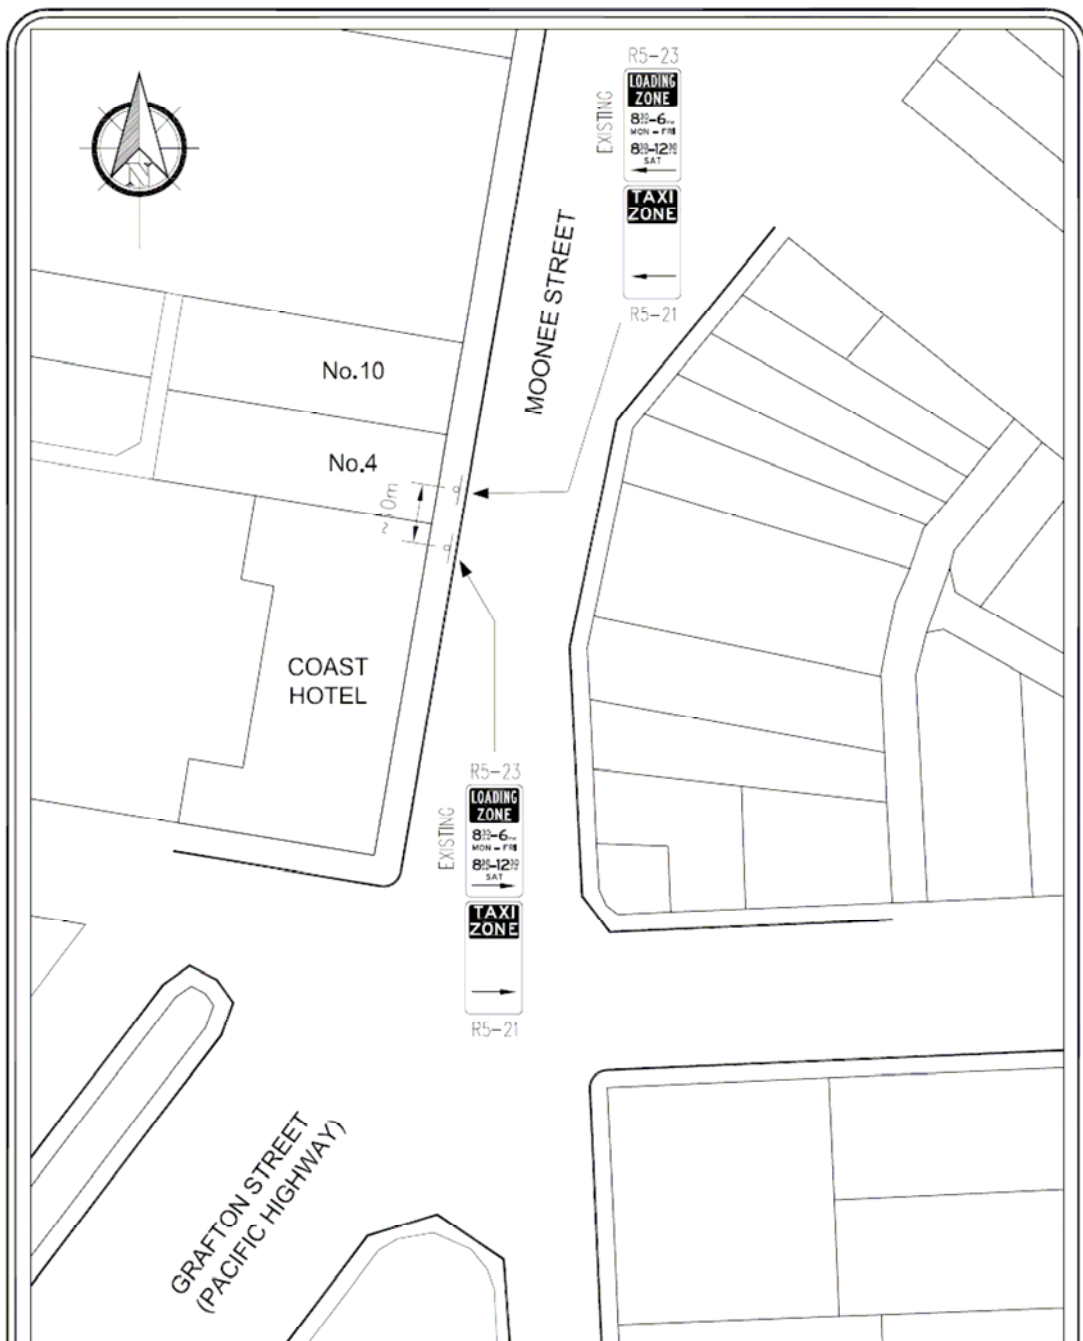 R5-23
EXISTING
LOADING
ZONE
8³⁰-6PM
MON - FRI
8³⁰-12³⁰
SAT
TAXI
ZONE
R5-21
N
MOONEE STREET
No.10
No.4
COAST
HOTEL
R5-23
EXISTING
LOADING
ZONE
8³⁰-6PM
MON - FRI
8³⁰-12³⁰
SAT
TAXI
ZONE
R5-21
GRAFTON STREET
(PACIFIC HIGHWAY)